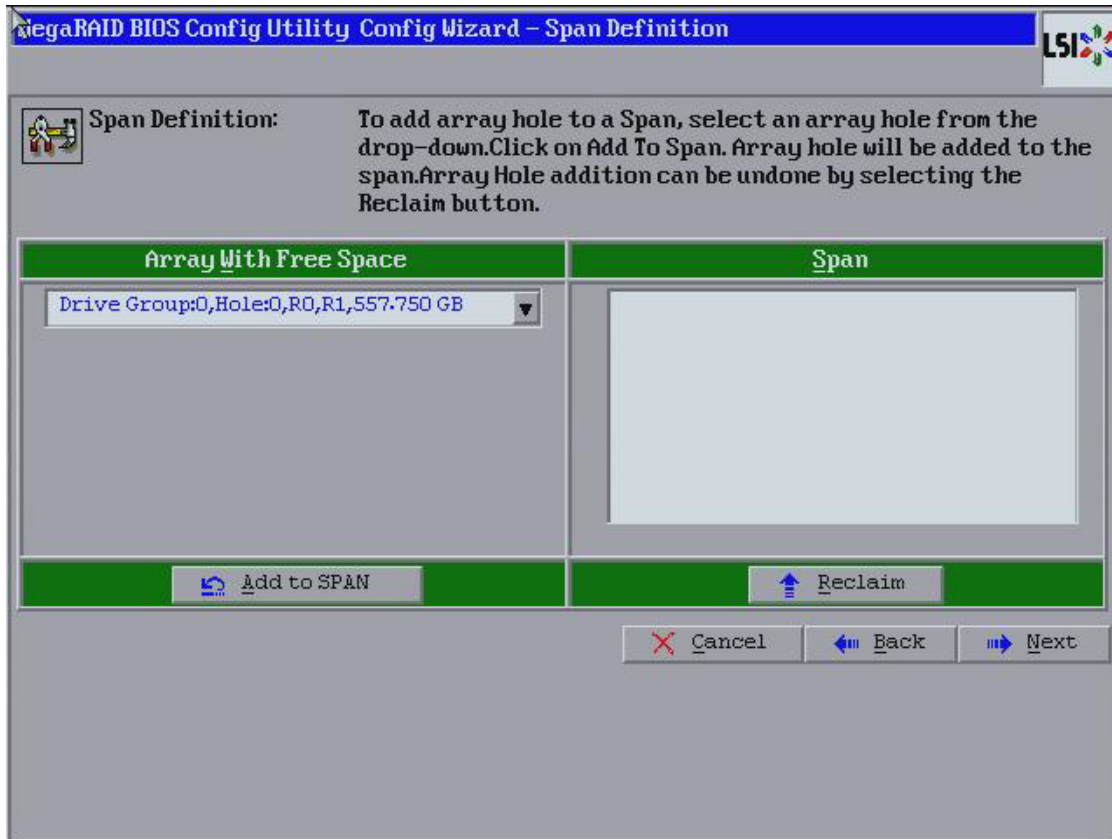 MegaRAID BIOS Config Utility Config Wizard – Span Definition
LSI
Span Definition:
To add array hole to a Span, select an array hole from the
drop-down.Click on Add To Span. Array hole will be added to the
span.Array Hole addition can be undone by selecting the
Reclaim button.
Array With Free Space
Span
Drive Group:0,Hole:0,R0,R1,557.750 GB
Add to SPAN
Reclaim
Cancel
Back
Next